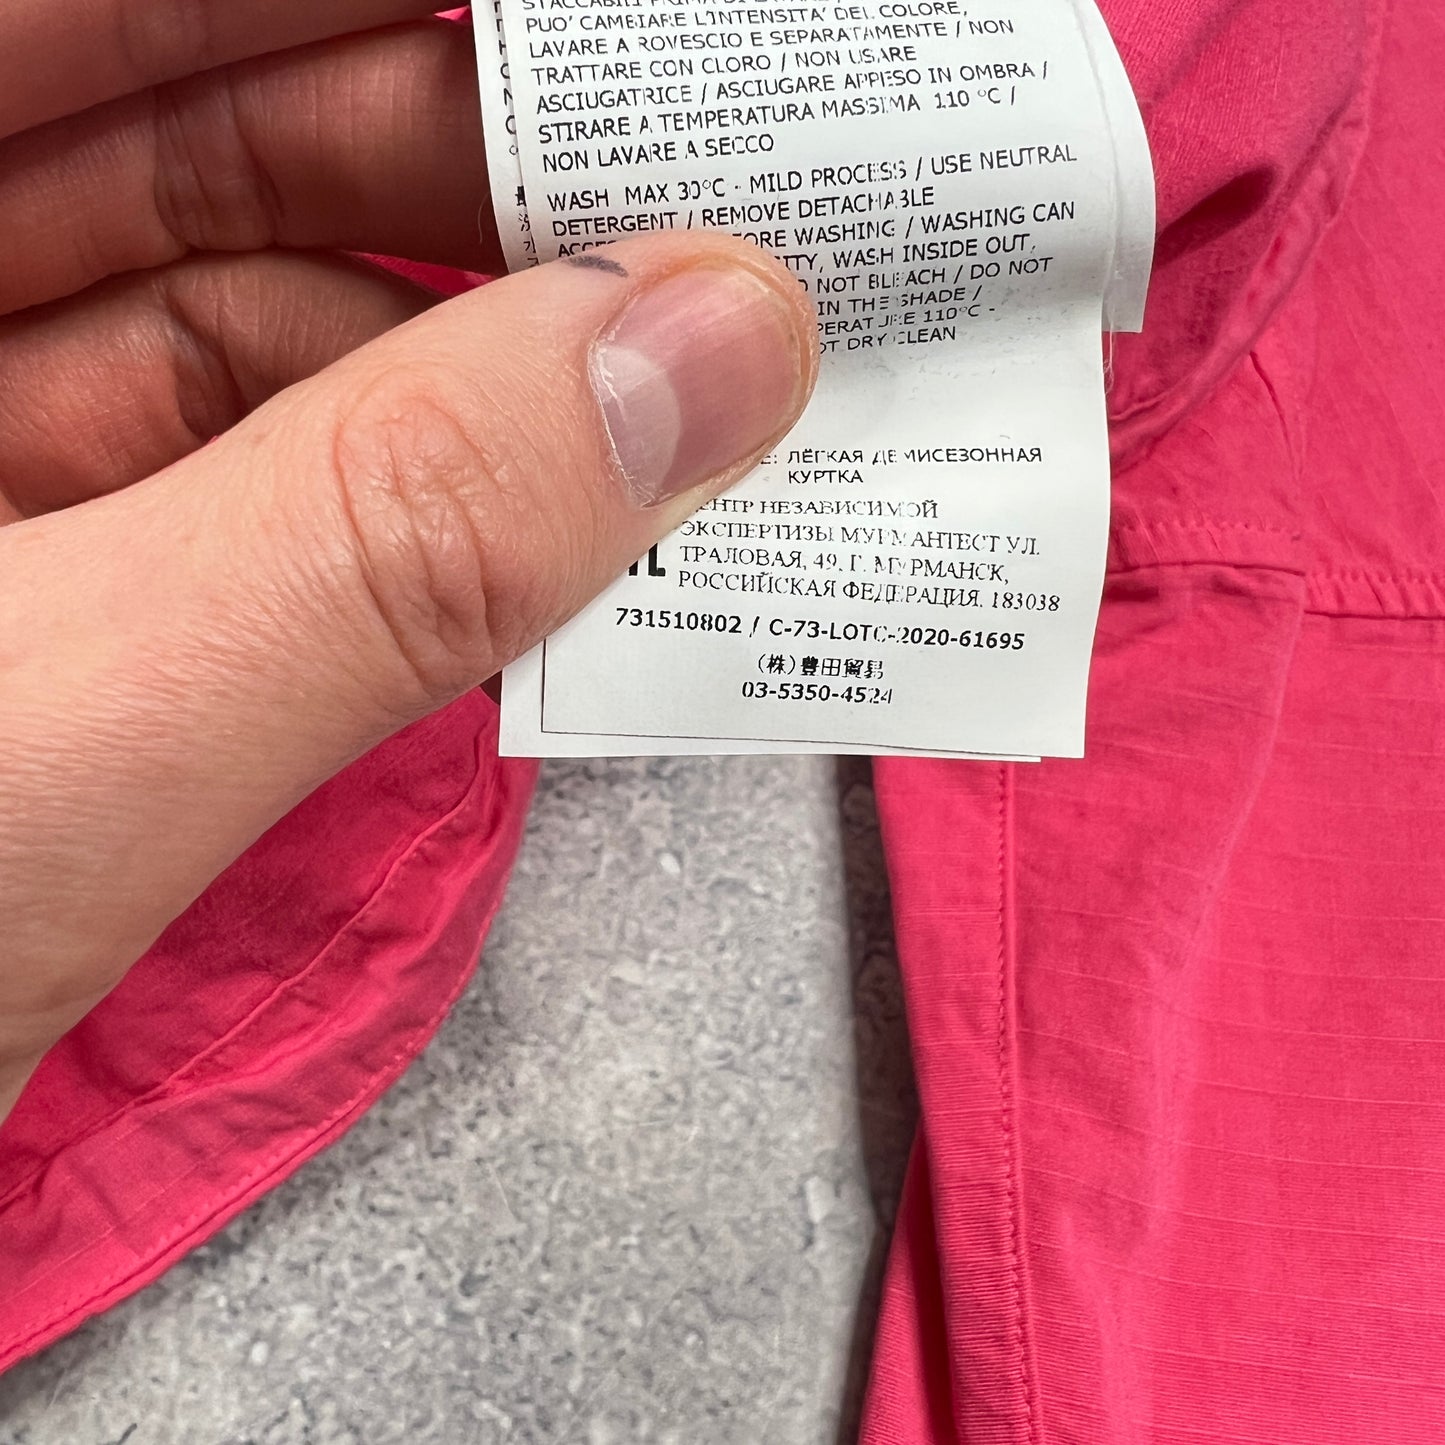 PUO' CAMBIARE L'INTENSITA' DEL COLORE,
LAVARE A ROVESCIO E SEPARATAMENTE / NON
TRATTARE CON CLORO / NON USARE
ASCIUGATRICE / ASCIUGARE APPESO IN OMBRA /
STIRARE A TEMPERATURA MASSIMA 110 °C /
NON LAVARE A SECCO
WASH MAX 30°C - MILD PROCESS / USE NEUTRAL
DETERGENT / REMOVE DETACHABLE
WASHING / WASHING CAN
WASH INSIDE OUT,
NOT BLEACH / DO NOT
IN THE SHADE /
110°C -
DRY CLEAN
ЛЁГКАЯ ДЕМИСЕЗОННАЯ
КУРТКА
НЕЗАВИСИМОЙ
ЭКСПЕРТИЗЫ МУРМАНТЕСТ УЛ.
ТРАЛОВАЯ, 49, Г. МУРМАНСК,
РОССИЙСКАЯ ФЕДЕРАЦИЯ, 183038
731510802 / C-73-LOTC-2020-61695
(株)豊田貿易
03-5350-4524